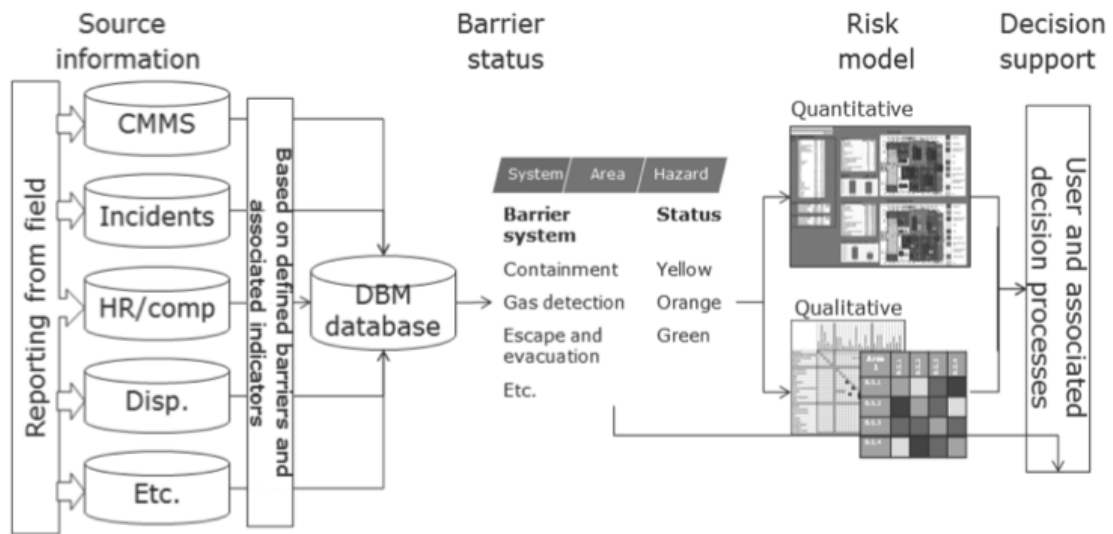 Source
information
Barrier
status
Risk
model
Decision
support
Reporting from field
CMMS
Incidents
HR/comp
Disp.
Etc.
Based on defined barriers and
associated indicators
DBM
database
System
Area
Hazard
Barrier
system
Status
Containment
Yellow
Gas detection
Orange
Escape and
evacuation
Green
Etc.
Quantitative
Qualitative
Area
1
User and associated
decision processes